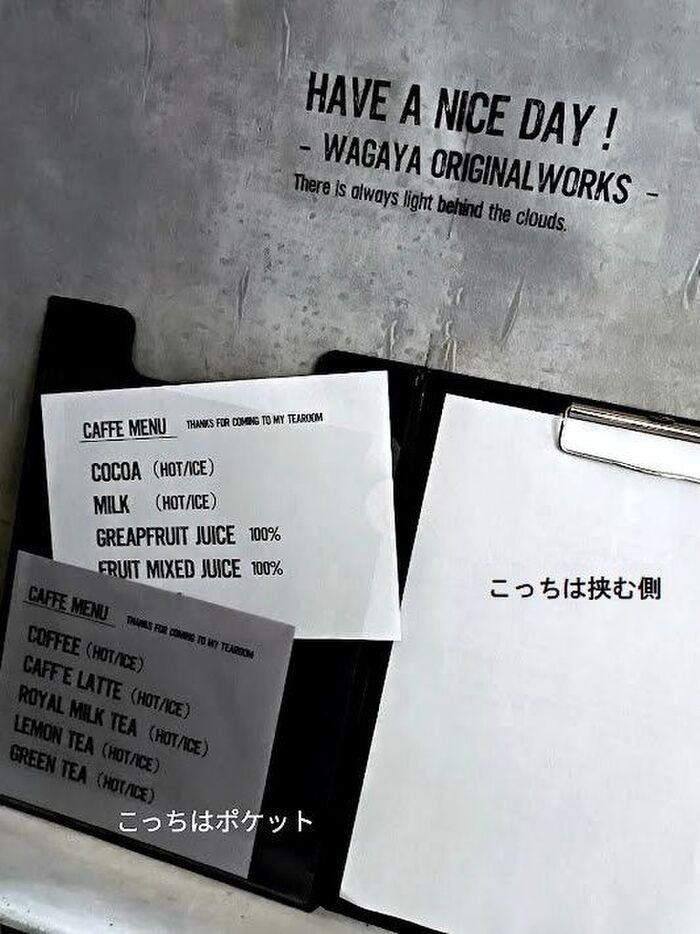 HAVE A NICE DAY !
- WAGAYA ORIGINALWORKS -
There is always light behind the clouds.
CAFFE MENU THANKS FOR COMING TO MY TEAROOM
COCOA (HOT/ICE)
MILK (HOT/ICE)
GREAPFRUIT JUICE 100%
FRUIT MIXED JUICE 100%
CAFFE MENU THANKS FOR COMING TO MY TEAROOM
COFFEE (HOT/ICE)
CAFF'E LATTE (HOT/ICE)
ROYAL MILK TEA (HOT/ICE)
LEMON TEA (HOT/ICE)
GREEN TEA (HOT/ICE)
こっちはポケット
こっちは挟む側